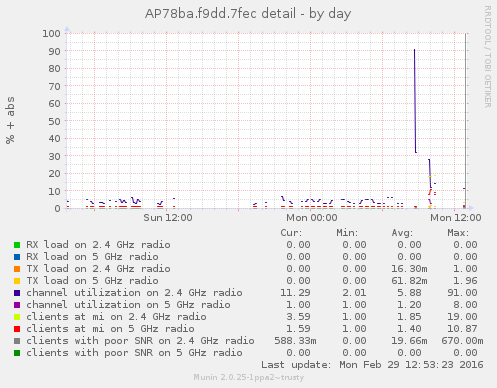 AP78ba.f9dd.7fec detail - by day
RRDTOOL / TOBI OETIKER
% + abs
100
90
80
70
60
50
40
30
20
10
0
Sun 12:00 Mon 00:00 Mon 12:00
Cur: Min: Avg: Max:
RX load on 2.4 GHz radio 0.00 0.00 0.00 0.00
RX load on 5 GHz radio 0.00 0.00 0.00 0.00
TX load on 2.4 GHz radio 0.00 0.00 16.30m 1.00
TX load on 5 GHz radio 0.00 0.00 61.82m 1.96
channel utilization on 2.4 GHz radio 11.29 2.01 5.88 91.00
channel utilization on 5 GHz radio 1.00 1.00 1.20 8.00
clients at mi on 2.4 GHz radio 3.59 1.00 1.85 19.00
clients at mi on 5 GHz radio 1.59 1.00 1.40 10.87
clients with poor SNR on 2.4 GHz radio 588.33m 0.00 19.66m 670.00m
clients with poor SNR on 5 GHz radio 0.00 0.00 0.00 0.00
Last update: Mon Feb 29 12:53:23 2016
Munin 2.0.25-1ppa2~trusty